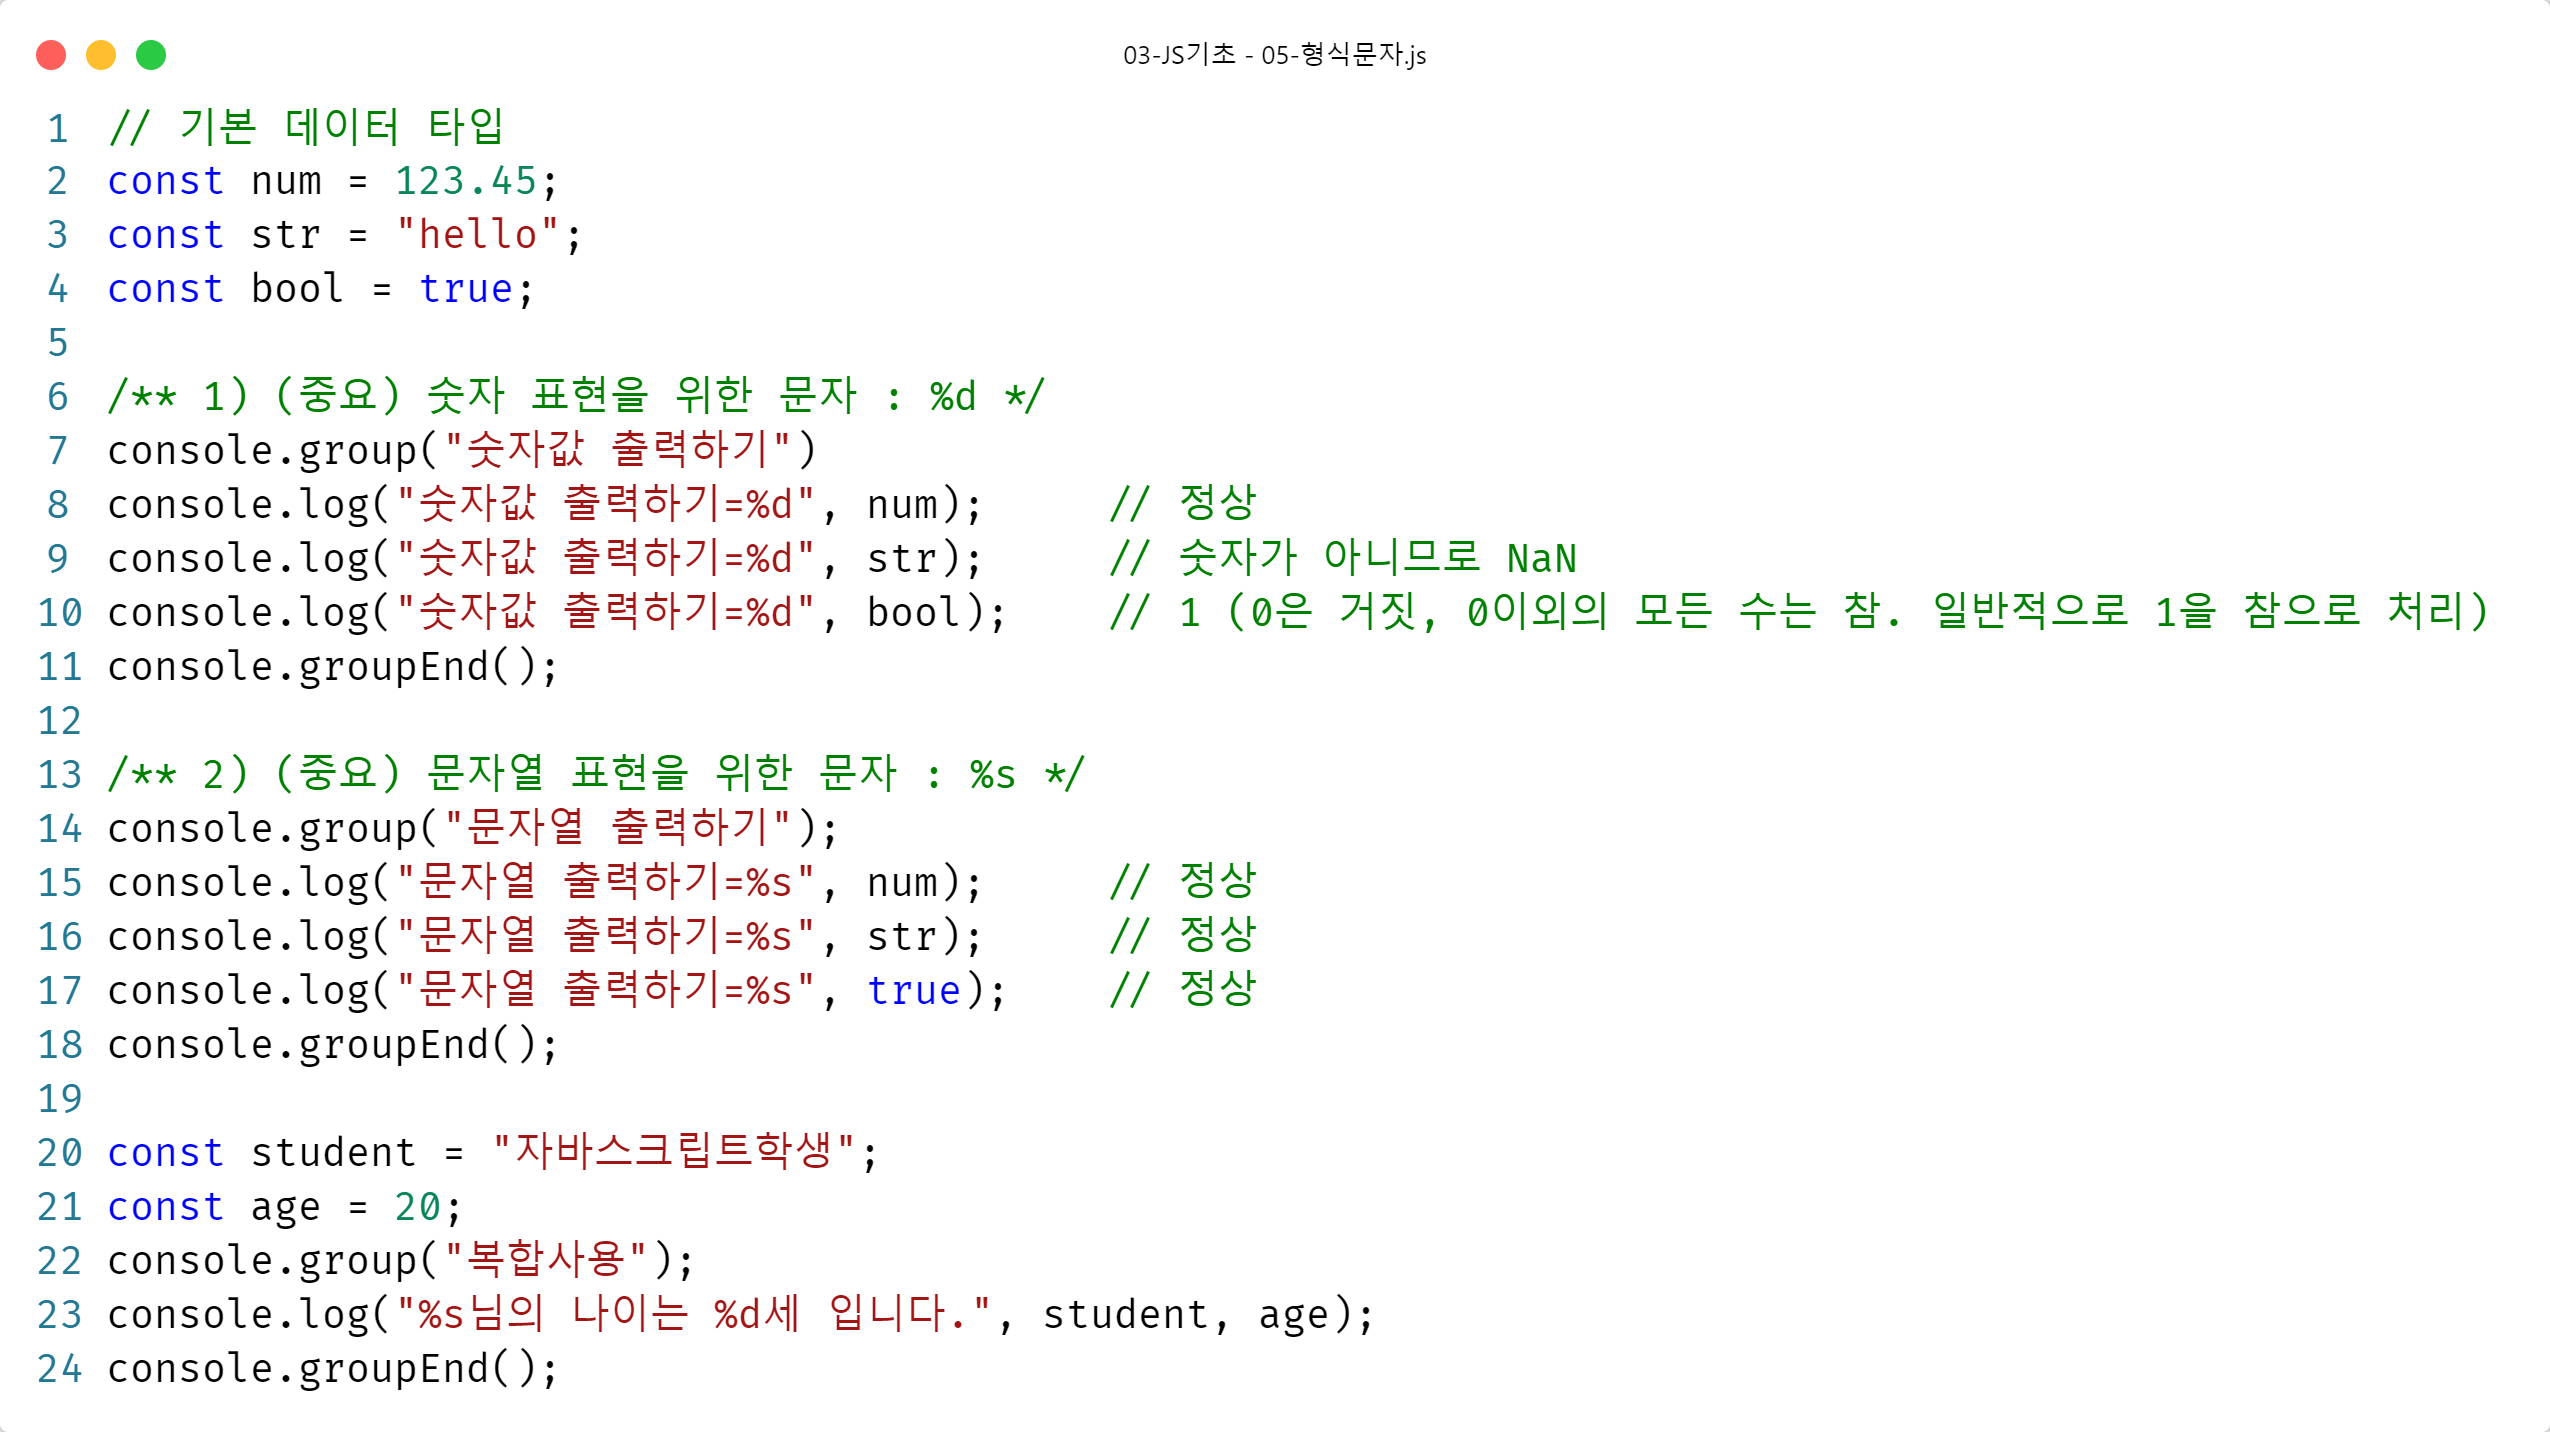 03-JS기초 - 05-형식문자.js
1 // 기본 데이터 타입
2 const num = 123.45;
3 const str = "hello";
4 const bool = true;
5
6 /** 1) (중요) 숫자 표현을 위한 문자 : %d */
7 console.group("숫자값 출력하기")
8 console.log("숫자값 출력하기=%d", num);     // 정상
9 console.log("숫자값 출력하기=%d", str);     // 숫자가 아니므로 NaN
10 console.log("숫자값 출력하기=%d", bool);    // 1 (0은 거짓, 0이외의 모든 수는 참. 일반적으로 1을 참으로 처리)
11 console.groupEnd();
12
13 /** 2) (중요) 문자열 표현을 위한 문자 : %s */
14 console.group("문자열 출력하기");
15 console.log("문자열 출력하기=%s", num);     // 정상
16 console.log("문자열 출력하기=%s", str);     // 정상
17 console.log("문자열 출력하기=%s", true);    // 정상
18 console.groupEnd();
19
20 const student = "자바스크립트학생";
21 const age = 20;
22 console.group("복합사용");
23 console.log("%s님의 나이는 %d세 입니다.", student, age);
24 console.groupEnd();